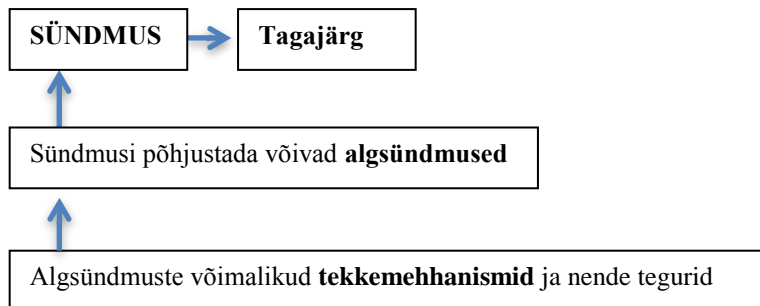 SÜNDMUS
Tagajärg
Sündmusi põhjustada võivad algsündmused
Algsündmuste võimalikud tekkemehhanismid ja nende tegurid